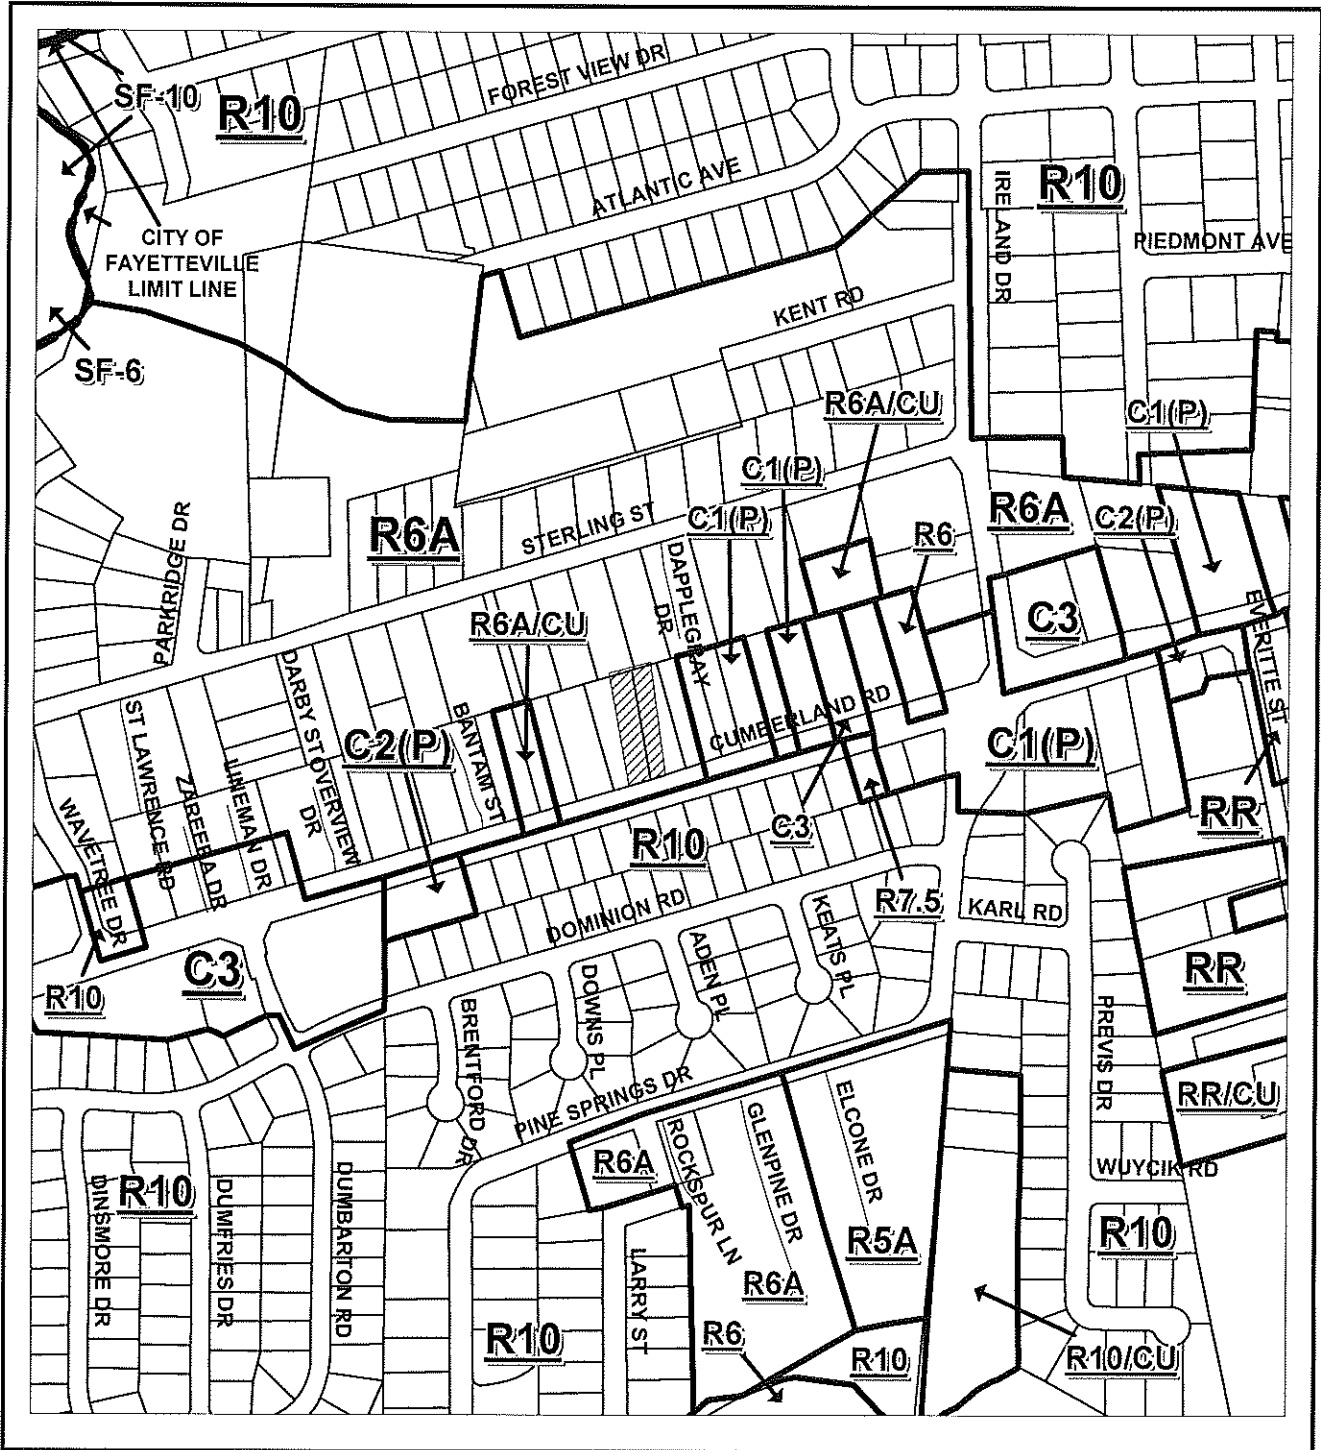 FOREST VIEW DR
SF-10
R10
ATLANTIC AVE
IRELAND DR
R10
PIEDMONT AVE
CITY OF
FAYETTEVILLE
LIMIT LINE
KENT RD
SF-6
R6A/CU
C1(P)
C1(P)
PARKRIDGE DR
R6A
STERLING ST
C1(P)
DAPPLEGRAY
DR
R6
R6A
C2(P)
R6A/CU
C3
EVERITTE ST
DARBY ST
OVERVIEW
DR
ST LAWRENCE RD
ZAREEBA DR
LINEMAN DR
C2(P)
BANTAM ST
CUMBERLAND RD
C1(P)
WAVETREE DR
R10
C3
RR
R7.5
DOMINION RD
KEATS PL
KARL RD
C3
R10
ADEN PL
DOWNS PL
RR
BRENTFORD
DR
PREVIS DR
PINE SPRINGS DR
RR/CU
ELCONE DR
GLENPINE DR
ROCKSPUR LN
R6A
WUYCIK RD
R10
DINSMORE DR
DUMFRIES DR
DUMBARTON RD
R5A
R10
LARRY ST
R6A
R10
R6
R10
R10/CU